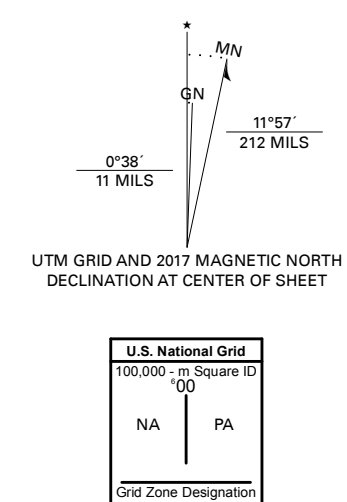 ★
MN
GN
11°57´
212 MILS
0°38´
11 MILS
UTM GRID AND 2017 MAGNETIC NORTH
DECLINATION AT CENTER OF SHEET
U.S. National Grid
100,000 - m Square ID
⁶00
NA PA
Grid Zone Designation